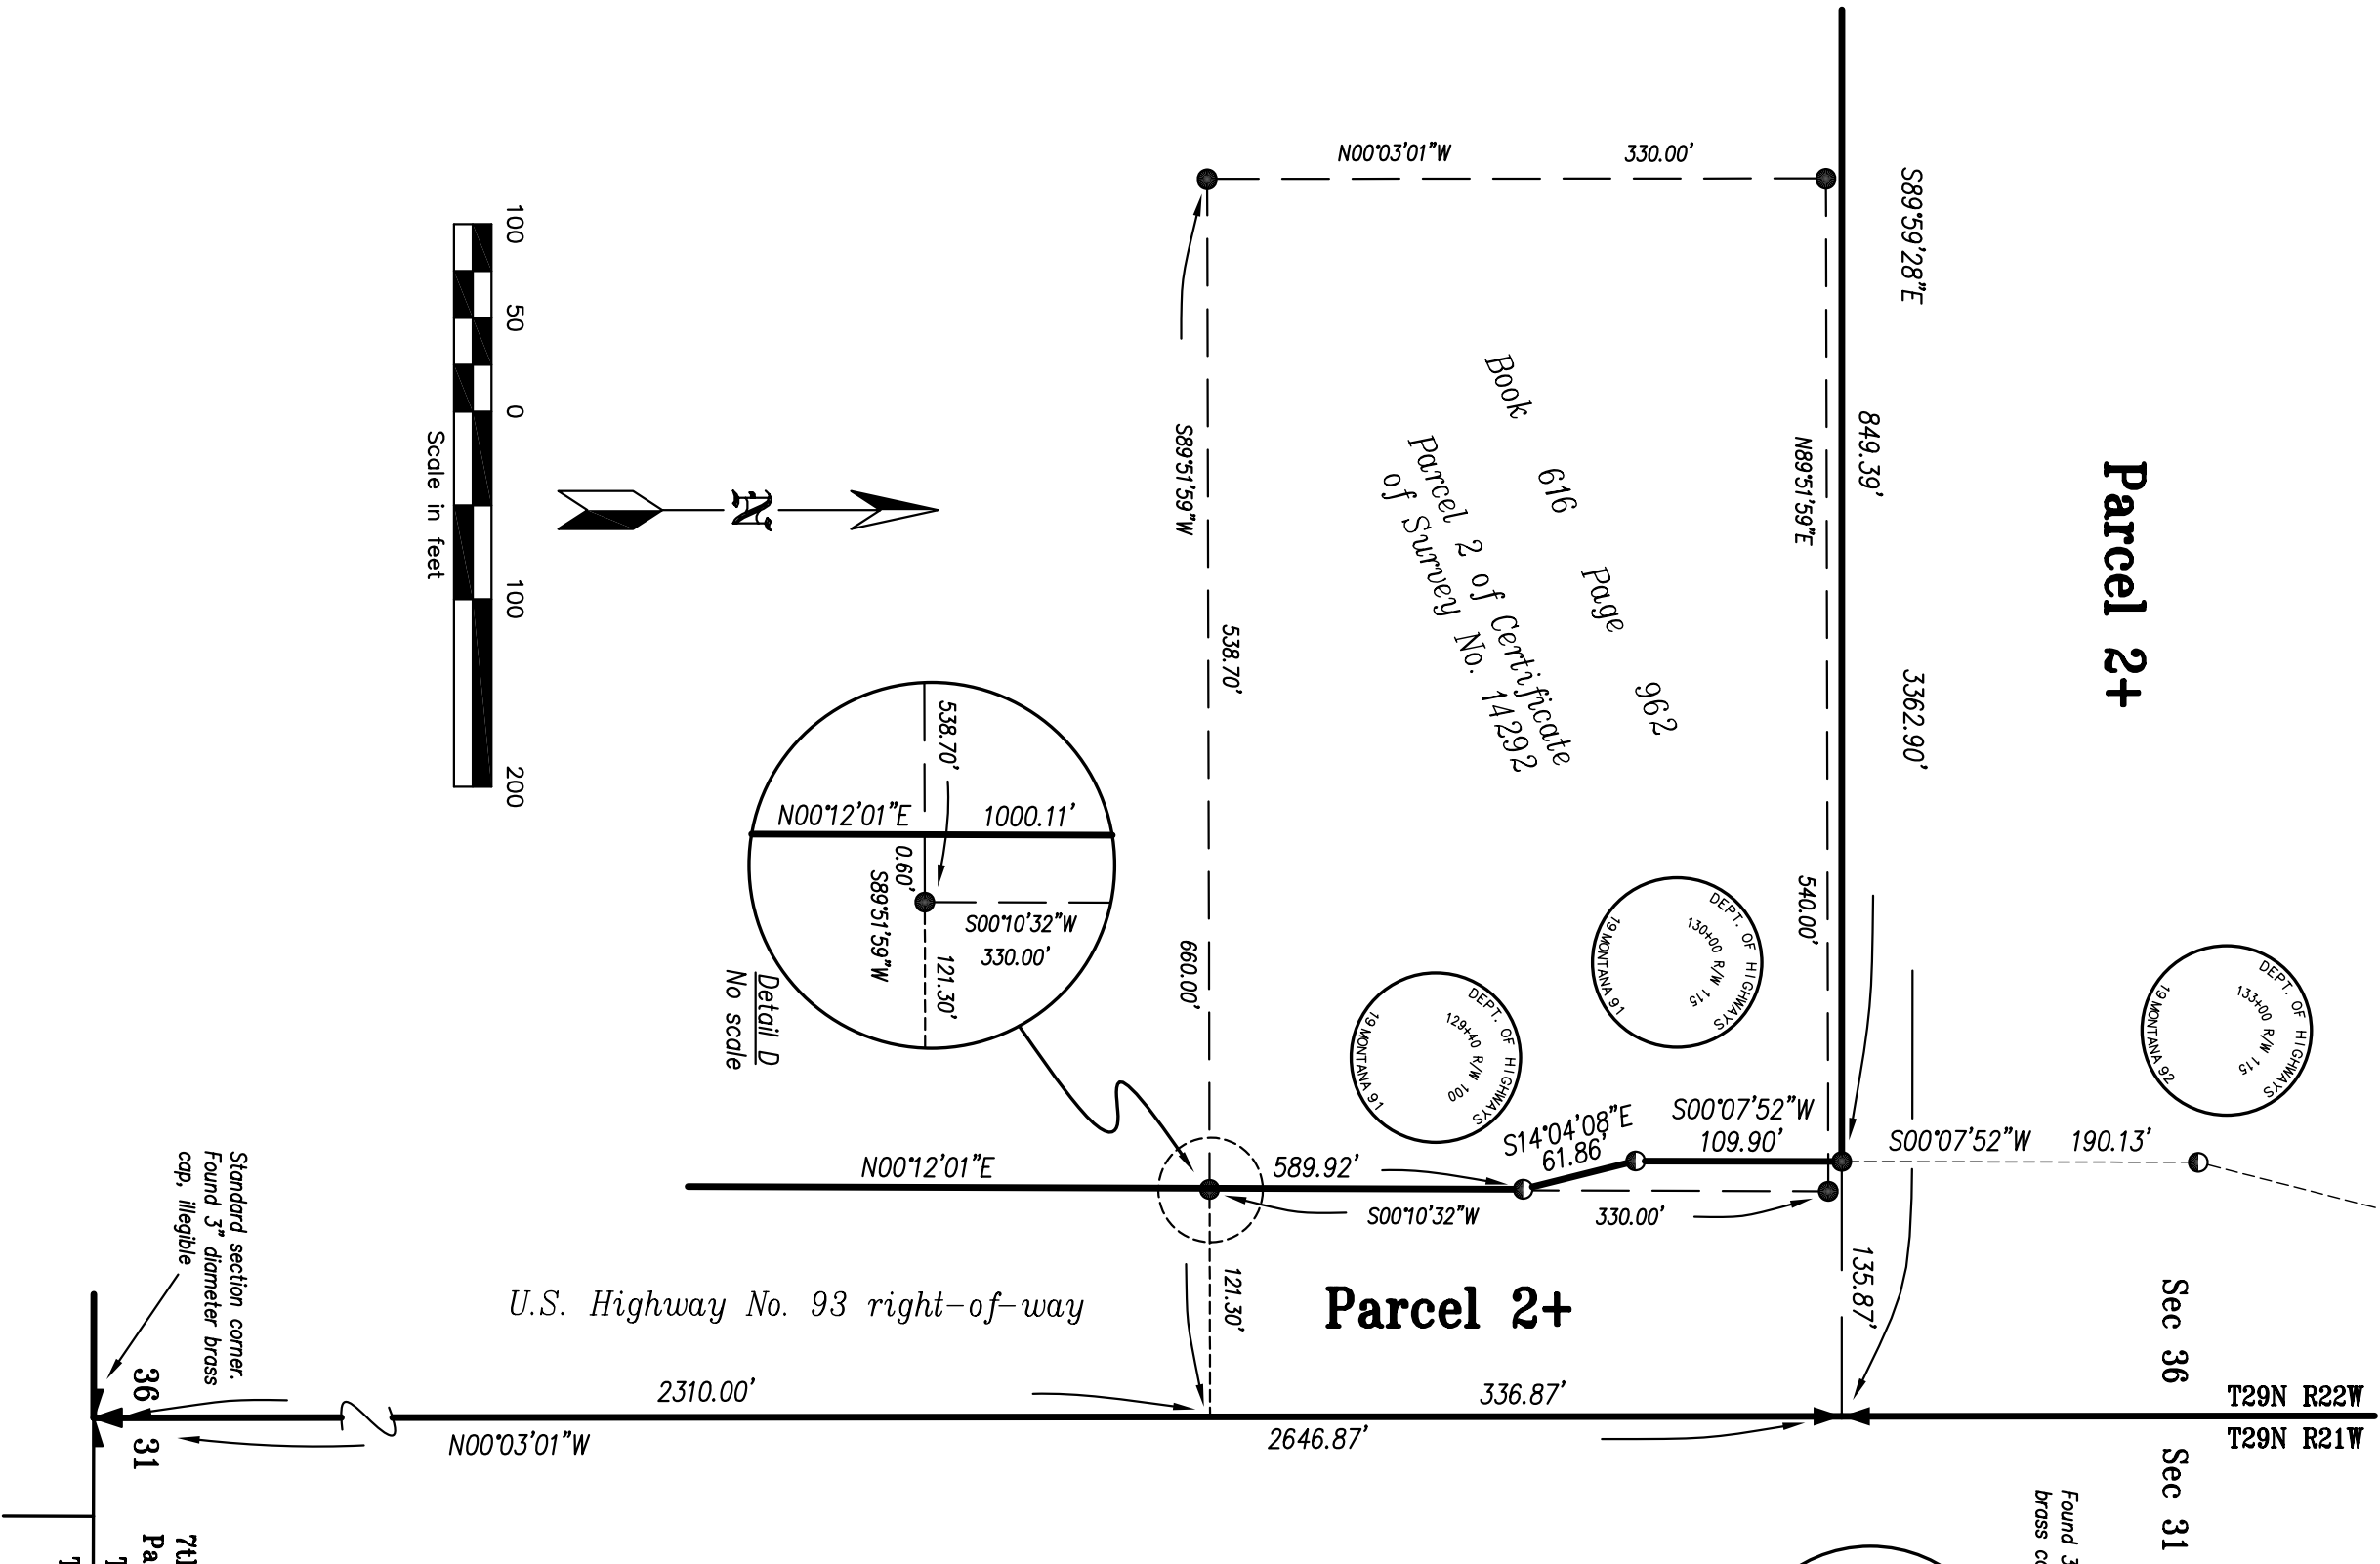 N00°03'01"W 330.00'
S89°59'28"E
849.39'
3362.90'
Parcel 2+
N89°51'59"E
540.00'
S89°51'59"W
538.70'
660.00'
Book 616 Page 962
Parcel 2 of Certificate
of Survey No. 14292
100 50 0 100 200
Scale in feet
N
538.70'
N00°12'01"E 1000.11'
0.60'
S89°51'59"W
S00°10'32"W
330.00'
121.30'
Detail D
No scale
DEPT. OF HIGHWAYS
130+00 R/W 115
19 MONTANA 91
DEPT. OF HIGHWAYS
129+40 R/W 100
19 MONTANA 91
DEPT. OF HIGHWAYS
133+00 R/W 115
19 MONTANA 92
S14°04'08"E
61.86'
S00°07'52"W
109.90'
S00°07'52"W 190.13'
N00°12'01"E
589.92'
S00°10'32"W 330.00'
121.30'
135.87'
U.S. Highway No. 93 right-of-way
Parcel 2+
Standard section corner.
Found 3" diameter brass
cap, illegible
36 31
2310.00'
336.87'
N00°03'01"W
2646.87'
Sec 36
Sec 31
T29N R22W
T29N R21W
Found 3
brass
7t
Pa